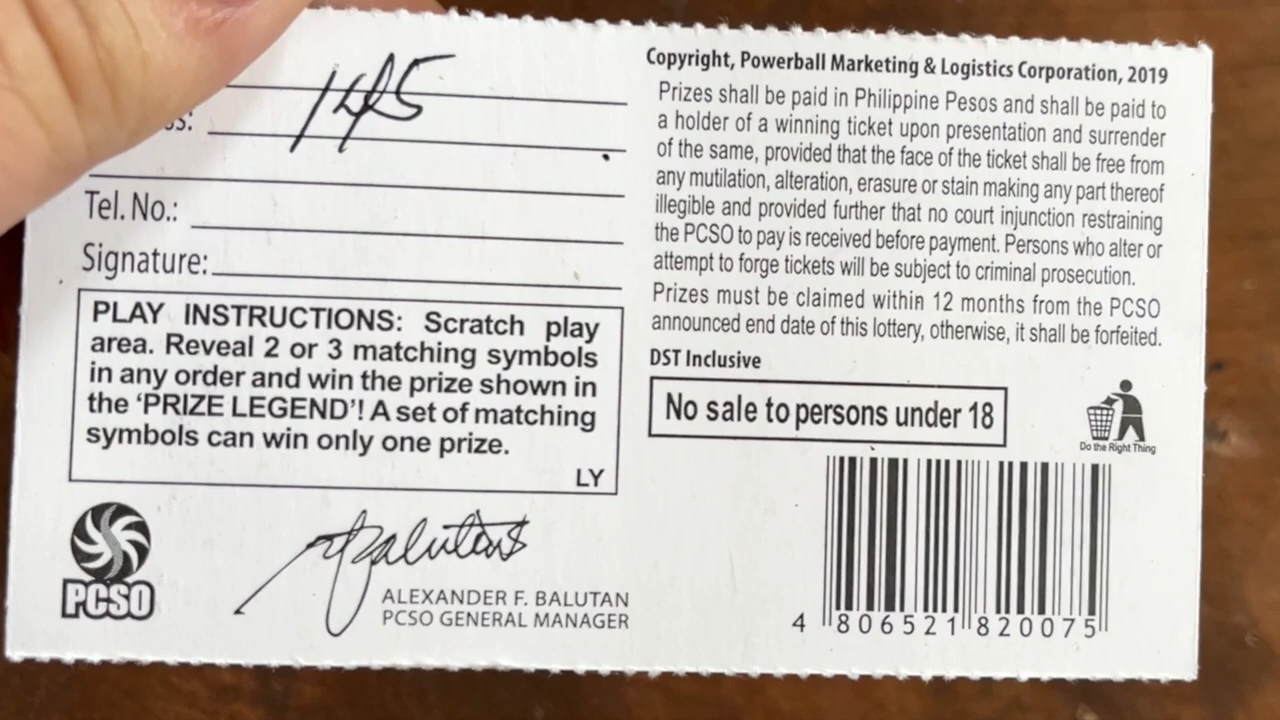 145
ss:
Tel. No.:
Signature:
PLAY INSTRUCTIONS: Scratch play
area. Reveal 2 or 3 matching symbols
in any order and win the prize shown in
the ‘PRIZE LEGEND’! A set of matching
symbols can win only one prize.
LY
PCSO
Balutan
ALEXANDER F. BALUTAN
PCSO GENERAL MANAGER
Copyright, Powerball Marketing & Logistics Corporation, 2019
Prizes shall be paid in Philippine Pesos and shall be paid to
a holder of a winning ticket upon presentation and surrender
of the same, provided that the face of the ticket shall be free from
any mutilation, alteration, erasure or stain making any part thereof
illegible and provided further that no court injunction restraining
the PCSO to pay is received before payment. Persons who alter or
attempt to forge tickets will be subject to criminal prosecution.
Prizes must be claimed within 12 months from the PCSO
announced end date of this lottery, otherwise, it shall be forfeited.
DST Inclusive
No sale to persons under 18
Do the Right Thing
4 806521 820075